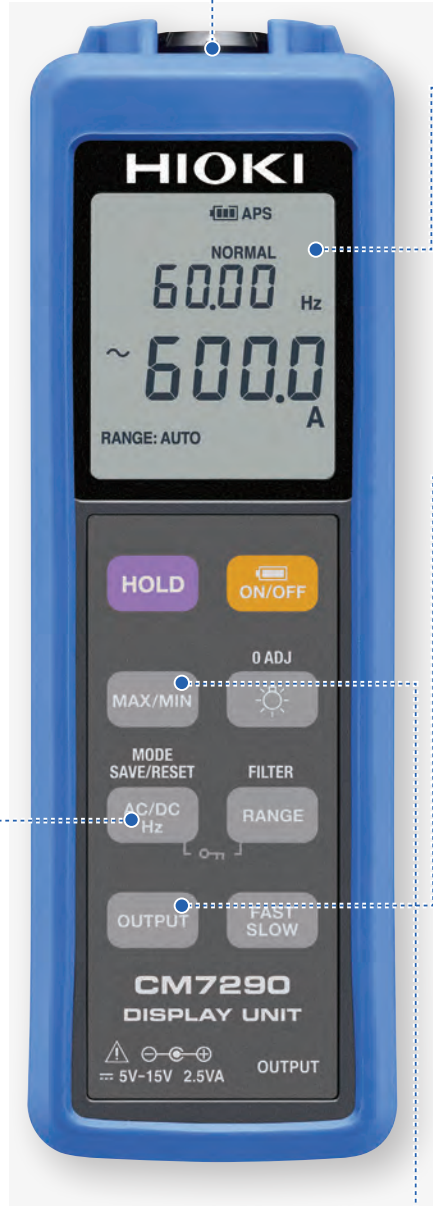 HIOKI
APS
NORMAL
60.00 Hz
~ 600.0
A
RANGE: AUTO
HOLD
ON/OFF
0 ADJ
MAX/MIN
MODE
SAVE/RESET
FILTER
AC/DC
Hz
RANGE
OUTPUT
FAST
SLOW
CM7290
DISPLAY UNIT
5V-15V 2.5VA
OUTPUT